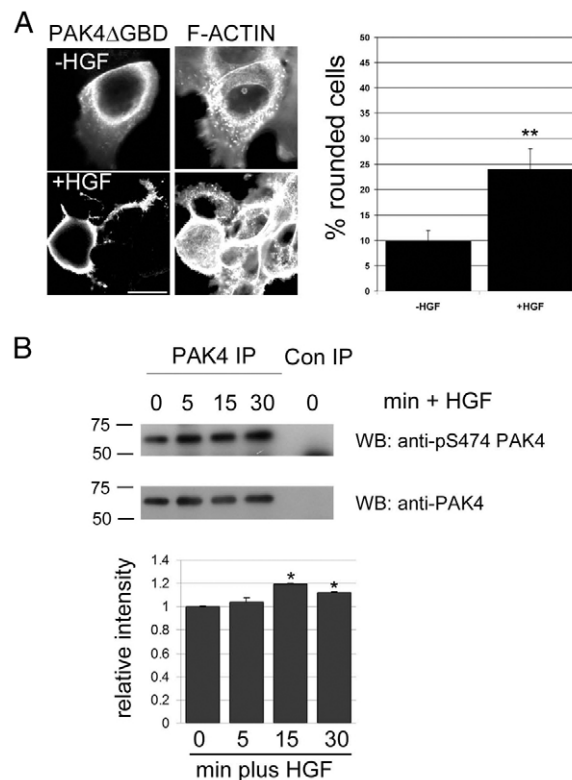 A
PAK4ΔGBD F-ACTIN
-HGF
+HGF
% rounded cells
50
45
40
35
30
25
20
15
10
5
0
**
-HGF +HGF
B
PAK4 IP Con IP
0 5 15 30 0 min + HGF
75
50
WB: anti-pS474 PAK4
75
50
WB: anti-PAK4
relative intensity
1.4
1.2
1
0.8
0.6
0.4
0.2
0
* *
0 5 15 30
min plus HGF